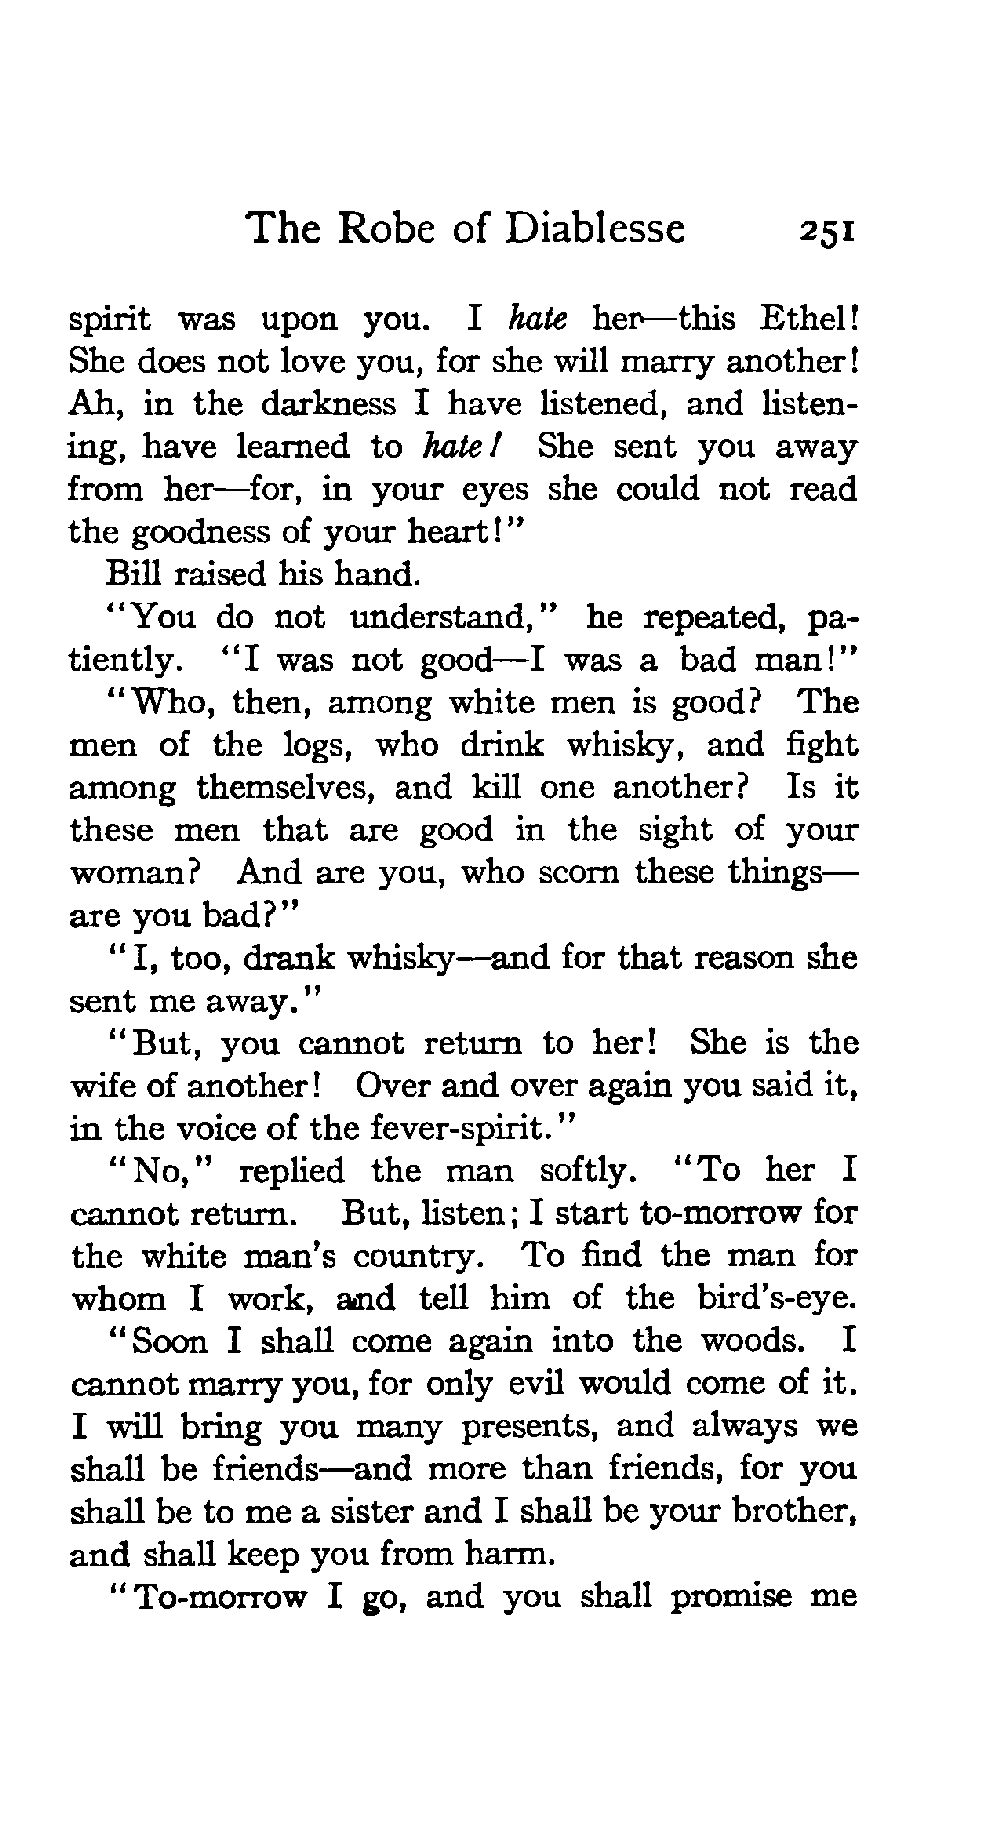 The Robe of Diablesse 251
spirit was upon you. I hate her—this Ethel!
She does not love you, for she will marry another!
Ah, in the darkness I have listened, and listen-
ing, have learned to hate! She sent you away
from her—for, in your eyes she could not read
the goodness of your heart!"
Bill raised his hand.
"You do not understand," he repeated, pa-
tiently. "I was not good—I was a bad man!"
"Who, then, among white men is good? The
men of the logs, who drink whisky, and fight
among themselves, and kill one another? Is it
these men that are good in the sight of your
woman? And are you, who scorn these things—
are you bad?"
"I, too, drank whisky—and for that reason she
sent me away."
"But, you cannot return to her! She is the
wife of another! Over and over again you said it,
in the voice of the fever-spirit."
"No," replied the man softly. "To her I
cannot return. But, listen; I start to-morrow for
the white man's country. To find the man for
whom I work, and tell him of the bird's-eye.
"Soon I shall come again into the woods. I
cannot marry you, for only evil would come of it.
I will bring you many presents, and always we
shall be friends—and more than friends, for you
shall be to me a sister and I shall be your brother,
and shall keep you from harm.
"To-morrow I go, and you shall promise me